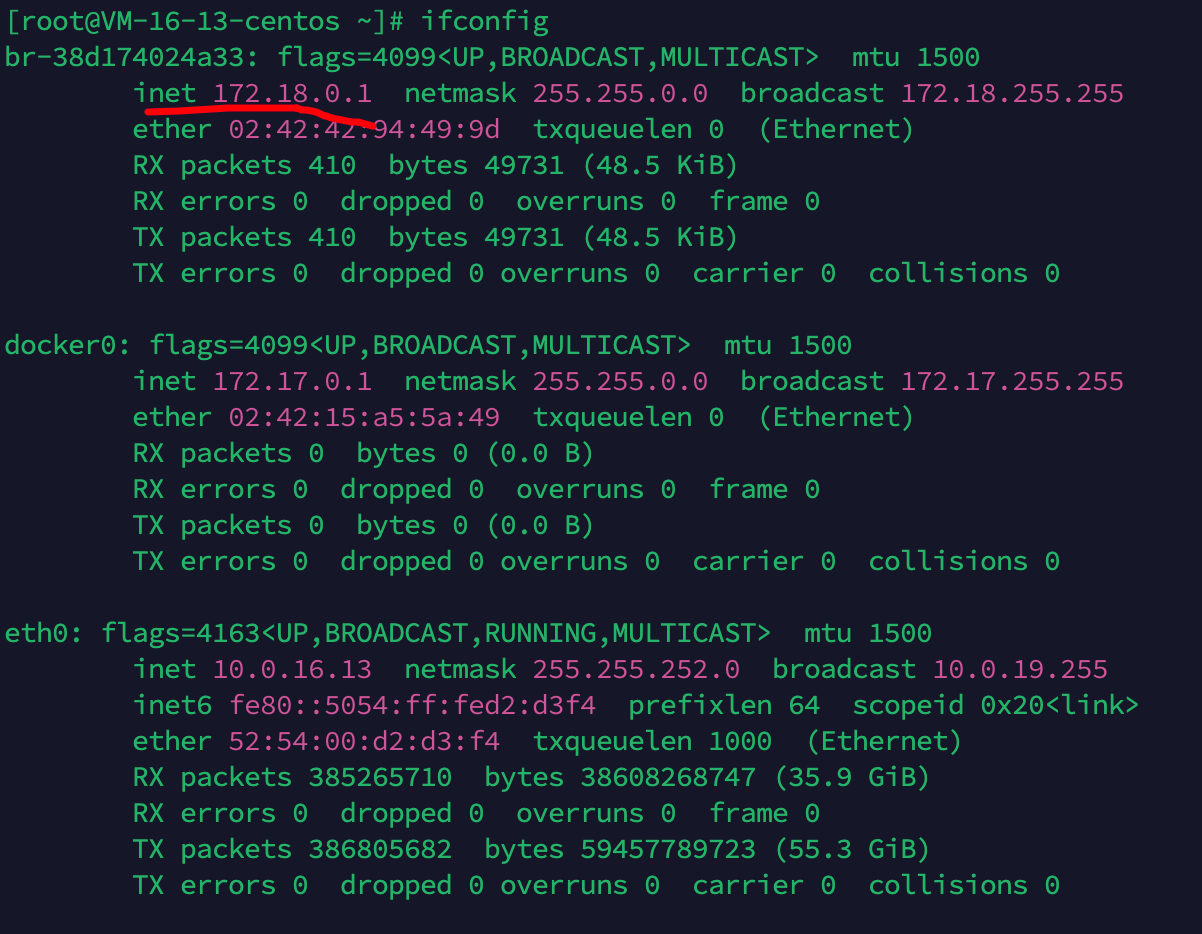 [root@VM-16-13-centos ~]# ifconfig
br-38d174024a33: flags=4099<UP,BROADCAST,MULTICAST>  mtu 1500
        inet 172.18.0.1  netmask 255.255.0.0  broadcast 172.18.255.255
        ether 02:42:42:94:49:9d  txqueuelen 0  (Ethernet)
        RX packets 410  bytes 49731 (48.5 KiB)
        RX errors 0  dropped 0  overruns 0  frame 0
        TX packets 410  bytes 49731 (48.5 KiB)
        TX errors 0  dropped 0 overruns 0  carrier 0  collisions 0

docker0: flags=4099<UP,BROADCAST,MULTICAST>  mtu 1500
        inet 172.17.0.1  netmask 255.255.0.0  broadcast 172.17.255.255
        ether 02:42:15:a5:5a:49  txqueuelen 0  (Ethernet)
        RX packets 0  bytes 0 (0.0 B)
        RX errors 0  dropped 0  overruns 0  frame 0
        TX packets 0  bytes 0 (0.0 B)
        TX errors 0  dropped 0 overruns 0  carrier 0  collisions 0

eth0: flags=4163<UP,BROADCAST,RUNNING,MULTICAST>  mtu 1500
        inet 10.0.16.13  netmask 255.255.252.0  broadcast 10.0.19.255
        inet6 fe80::5054:ff:fed2:d3f4  prefixlen 64  scopeid 0x20<link>
        ether 52:54:00:d2:d3:f4  txqueuelen 1000  (Ethernet)
        RX packets 385265710  bytes 38608268747 (35.9 GiB)
        RX errors 0  dropped 0  overruns 0  frame 0
        TX packets 386805682  bytes 59457789723 (55.3 GiB)
        TX errors 0  dropped 0 overruns 0  carrier 0  collisions 0